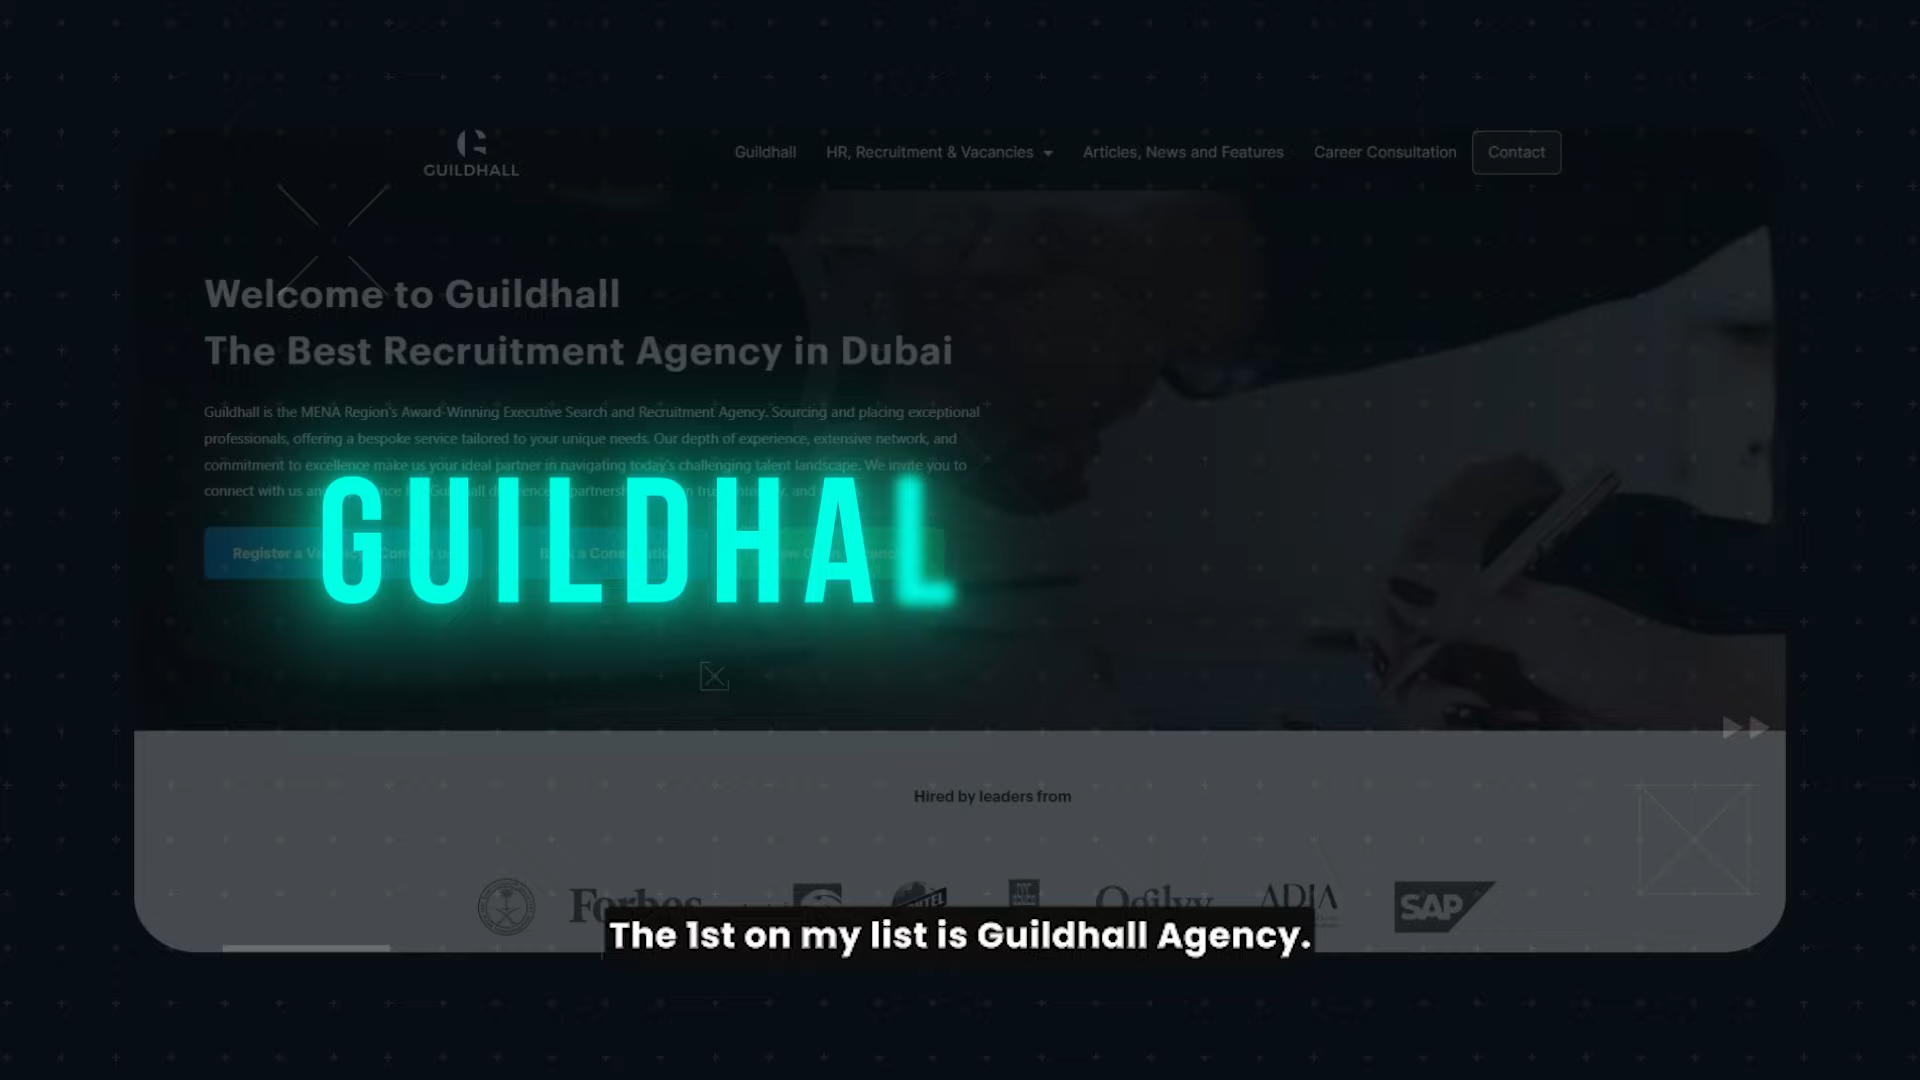 GUILDHALL
Guildhall HR, Recruitment & Vacancies Articles, News and Features Career Consultation Contact
Welcome to Guildhall
The Best Recruitment Agency in Dubai
Guildhall is the MENA Region's Award-Winning Executive Search and Recruitment Agency. Sourcing and placing exceptional
professionals, offering a bespoke service tailored to your unique needs. Our depth of experience, extensive network, and
commitment to excellence make us your ideal partner in navigating today's challenging talent landscape. We invite you to
connect with us
GUILDHAL
Register a
Hired by leaders from
Forbes Ogilvy ADIA SAP
The 1st on my list is Guildhall Agency.